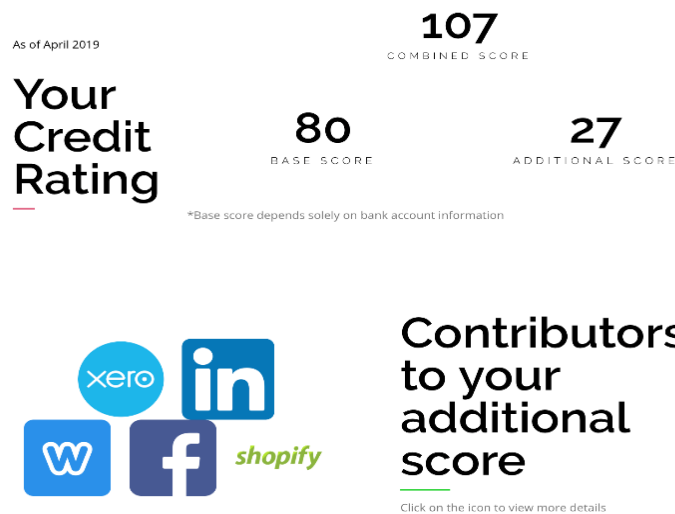 As of April 2019
Your
Credit
Rating
107
COMBINED SCORE
80
BASE SCORE
27
ADDITIONAL SCORE
*Base score depends solely on bank account information
xero
in
w
f
shopify
Contributors
to your
additional
score
Click on the icon to view more details